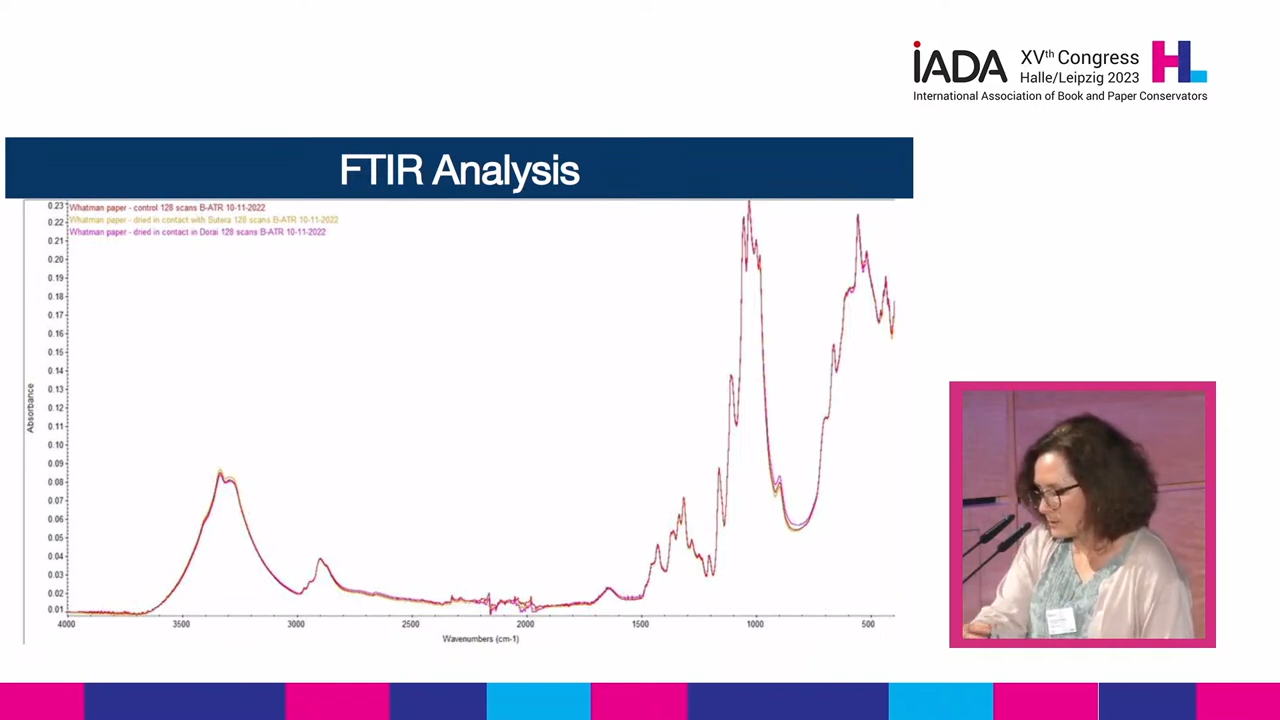 iADA
XVth Congress
Halle/Leipzig 2023
HL
International Association of Book and Paper Conservators
FTIR Analysis
Whatman paper - control 128 scans B-ATR 10-11-2022
Whatman paper - dried in contact with Sutera 128 scans B-ATR 10-11-2022
Whatman paper - dried in contact in Dorai 128 scans B-ATR 10-11-2022
0.23
0.22
0.21
0.20
0.19
0.18
0.17
0.16
0.15
0.14
0.13
0.12
0.11
0.10
0.09
0.08
0.07
0.06
0.05
0.04
0.03
0.02
0.01
Absorbance
4000 3500 3000 2500 2000 1500 1000 500
Wavenumbers (cm-1)